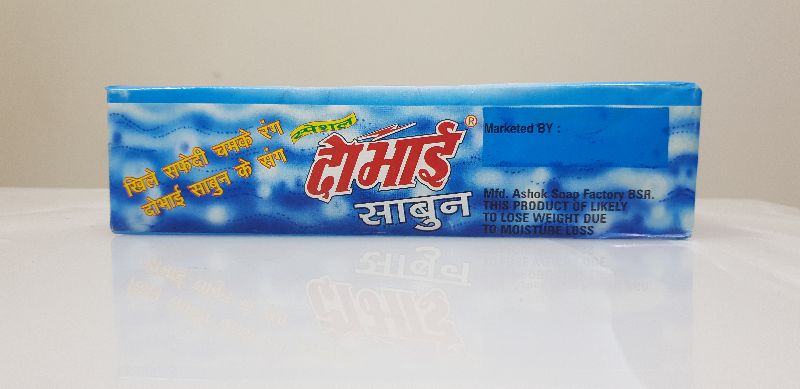 खिले सफेदी चमके रंग
दोभाई साबुन के संग
स्पेशल
दोभाई®
साबुन
Marketed BY :
Mfd. Ashok Soap Factory BSR.
THIS PRODUCT OF LIKELY
TO LOSE WEIGHT DUE
TO MOISTURE LOSS